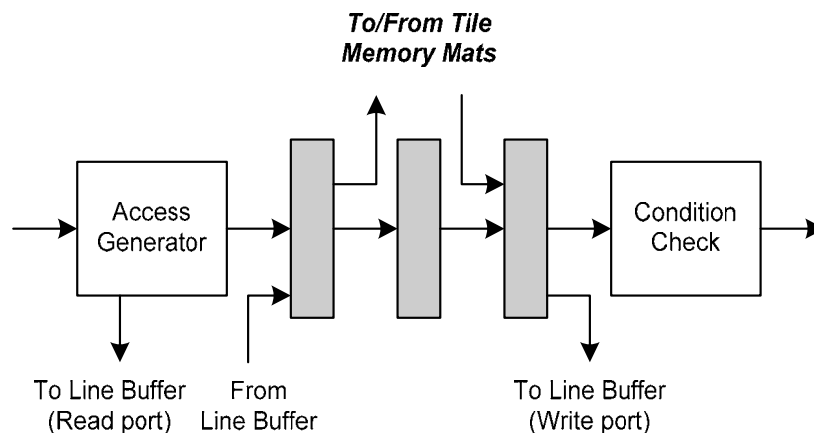 To/From Tile
Memory Mats
Access
Generator
Condition
Check
To Line Buffer
(Read port)
From
Line Buffer
To Line Buffer
(Write port)